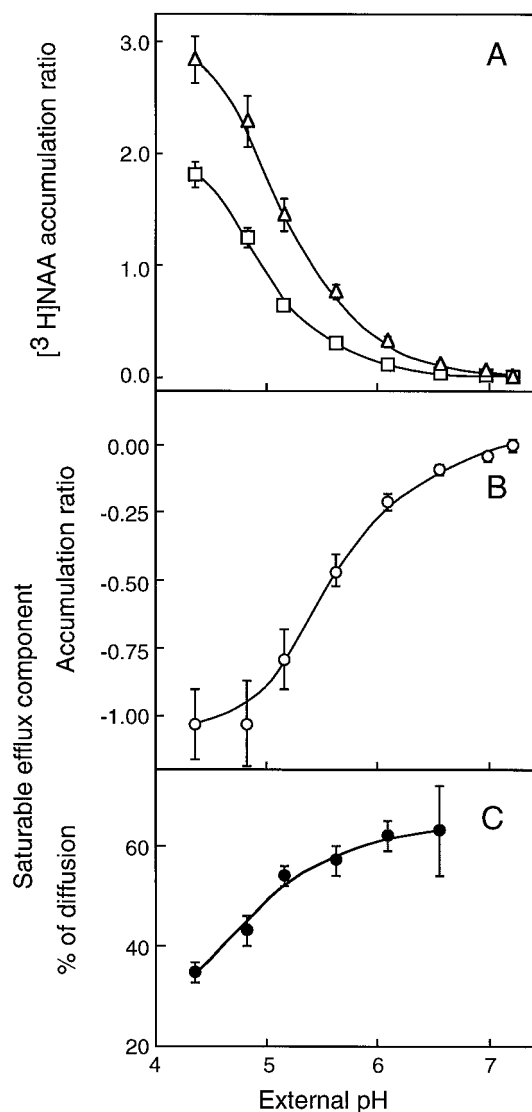 A
[³H]NAA accumulation ratio
3.0
2.0
1.0
0.0
B
Saturable efflux component
Accumulation ratio
0.00
-0.25
-0.50
-0.75
-1.00
C
% of diffusion
60
40
20
4
5
6
7
External pH